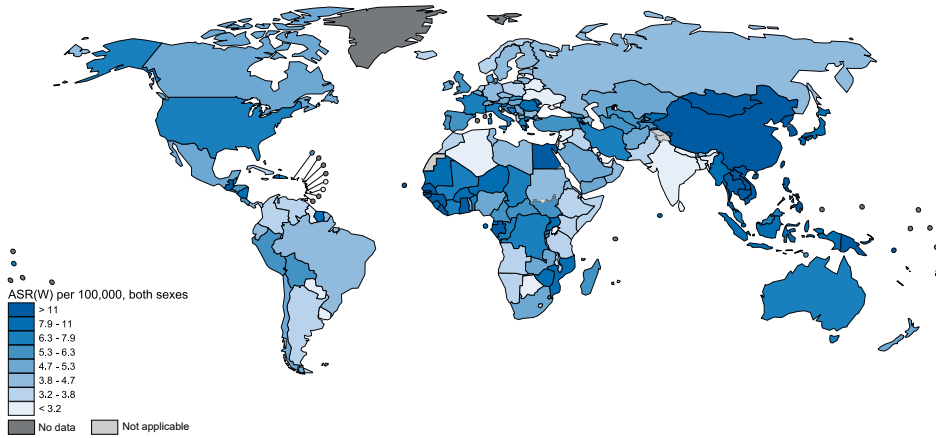 ASR(W) per 100,000, both sexes
> 11
7.9 - 11
6.3 - 7.9
5.3 - 6.3
4.7 - 5.3
3.8 - 4.7
3.2 - 3.8
< 3.2
No data
Not applicable